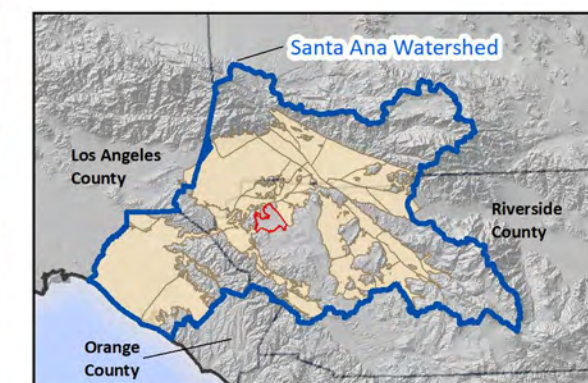 Santa Ana Watershed
Los Angeles
County
Riverside
County
Orange
County